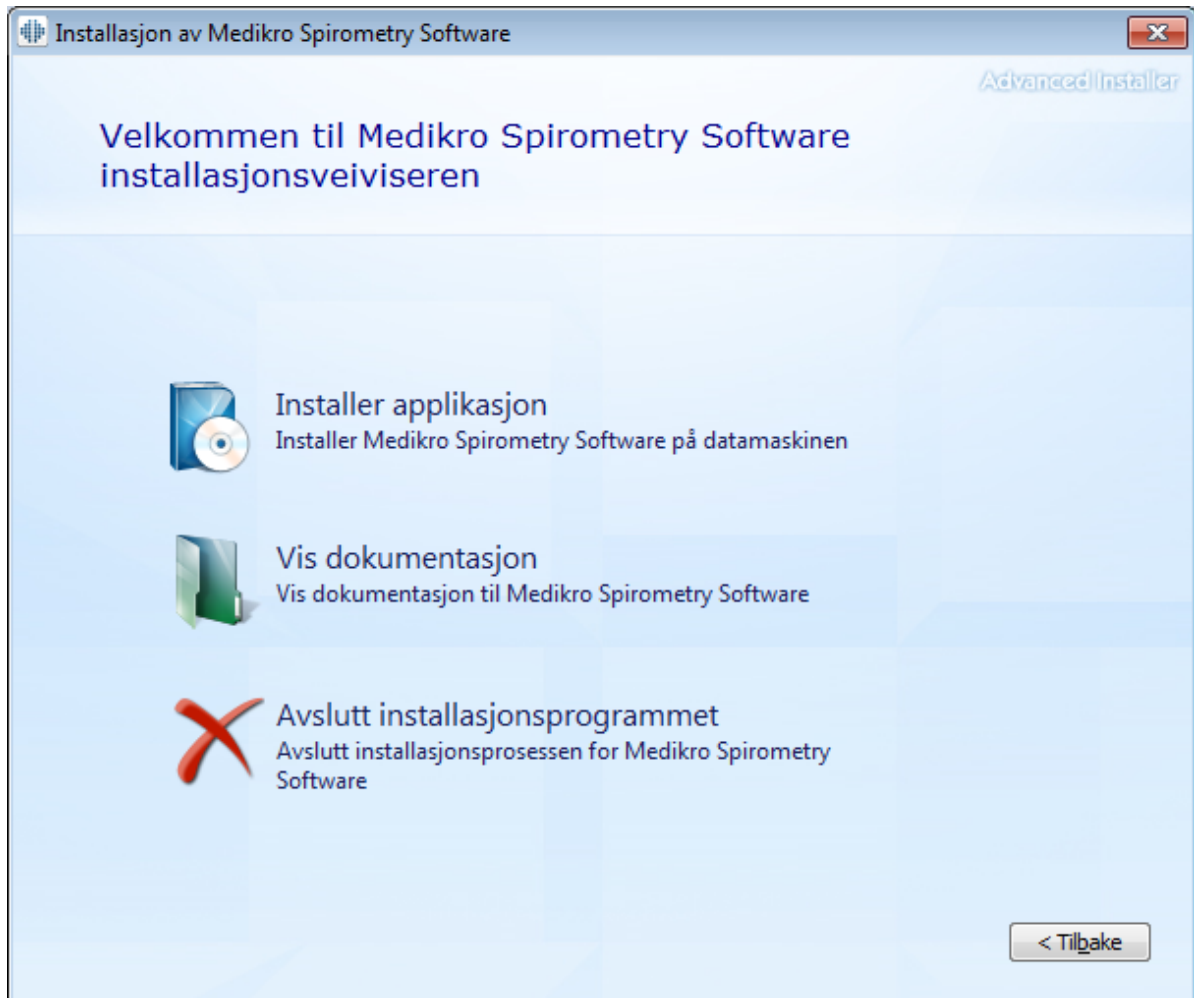 Installasjon av Medikro Spirometry Software
Advanced Installer
Velkommen til Medikro Spirometry Software
installasjonsveiviseren
Installer applikasjon
Installer Medikro Spirometry Software på datamaskinen
Vis dokumentasjon
Vis dokumentasjon til Medikro Spirometry Software
Avslutt installasjonsprogrammet
Avslutt installasjonsprosessen for Medikro Spirometry
Software
< Tilbake